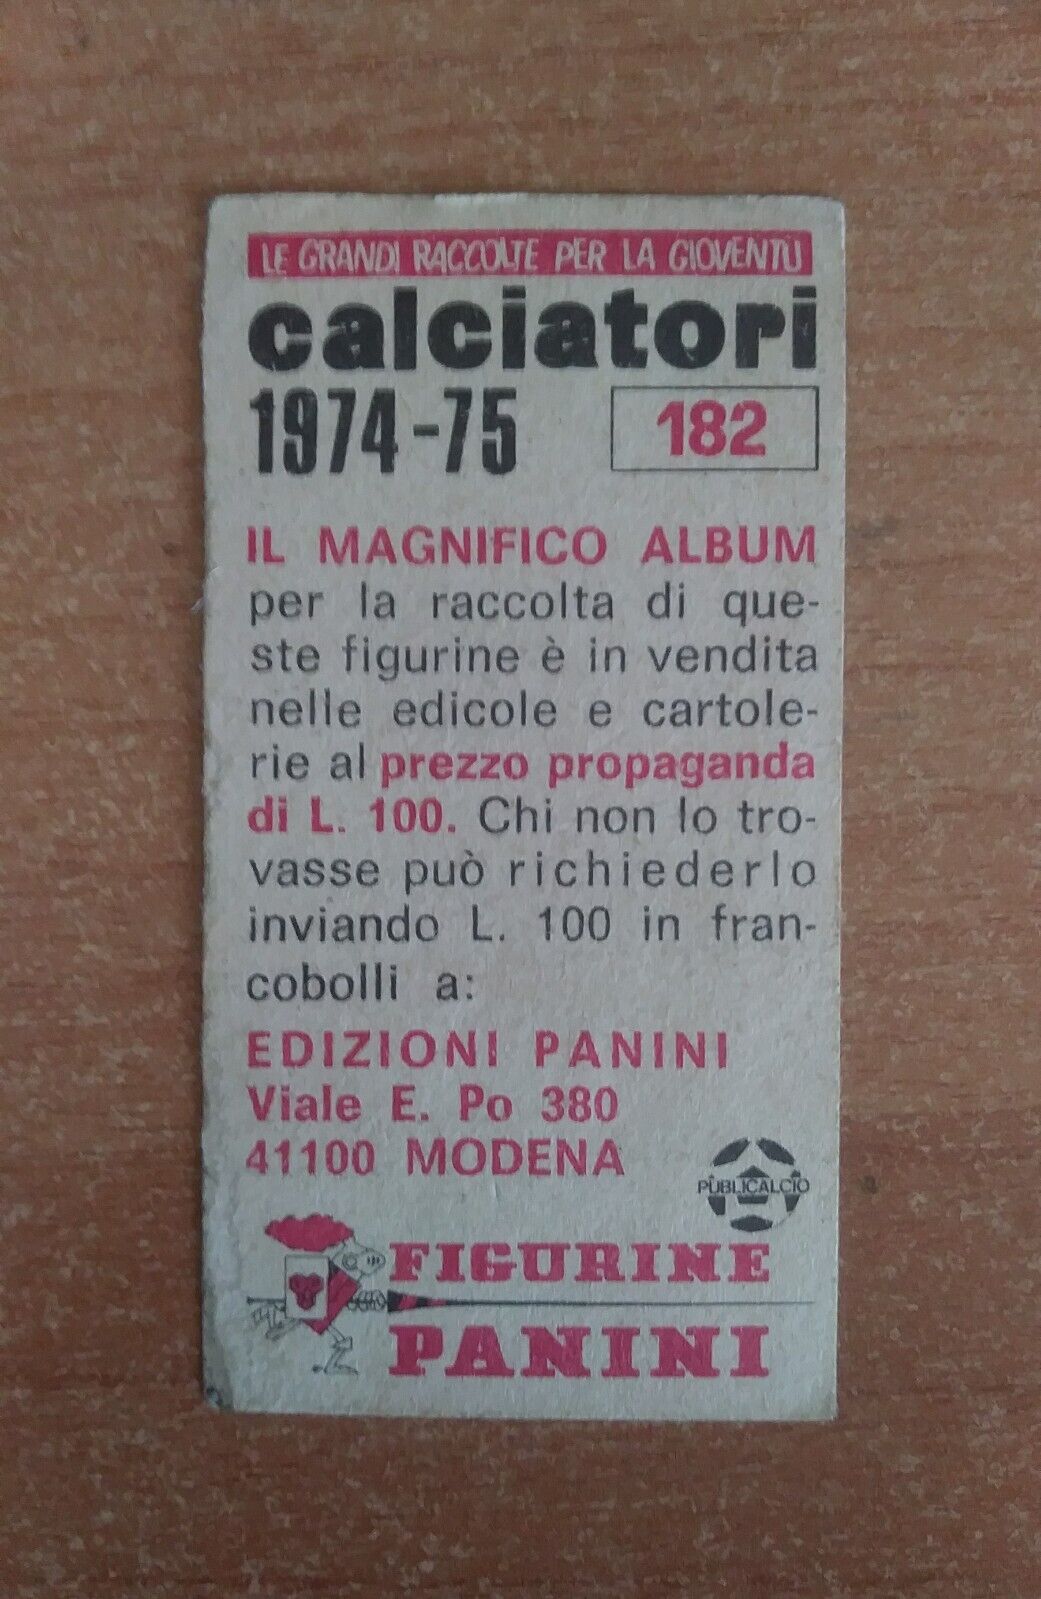 LE GRANDI RACCOLTE PER LA GIOVENTÙ
calciatori
1974-75 182
IL MAGNIFICO ALBUM
per la raccolta di que-
ste figurine è in vendita
nelle edicole e cartole-
rie al prezzo propaganda
di L. 100. Chi non lo tro-
vasse può richiederlo
inviando L. 100 in fran-
cobolli a:
EDIZIONI PANINI
Viale E. Po 380
41100 MODENA
PUBLICALCIO
FIGURINE
PANINI